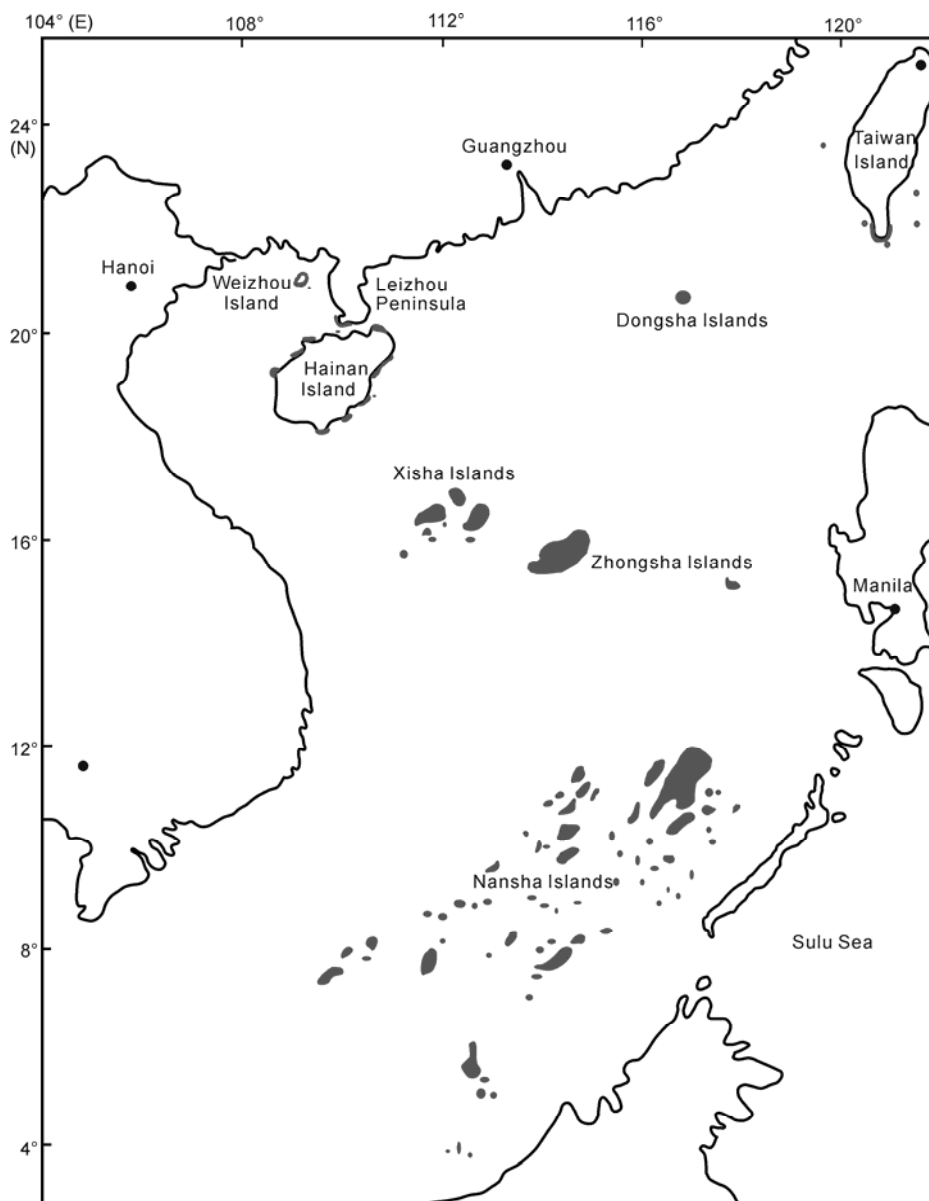 104° (E)
108°
112°
116°
120°
24°
(N)
Guangzhou
Taiwan
Island
Hanoi
Weizhou
Island
Leizhou
Peninsula
Dongsha Islands
20°
Hainan
Island
Xisha Islands
16°
Zhongsha Islands
Manila
12°
Nansha Islands
Sulu Sea
8°
4°